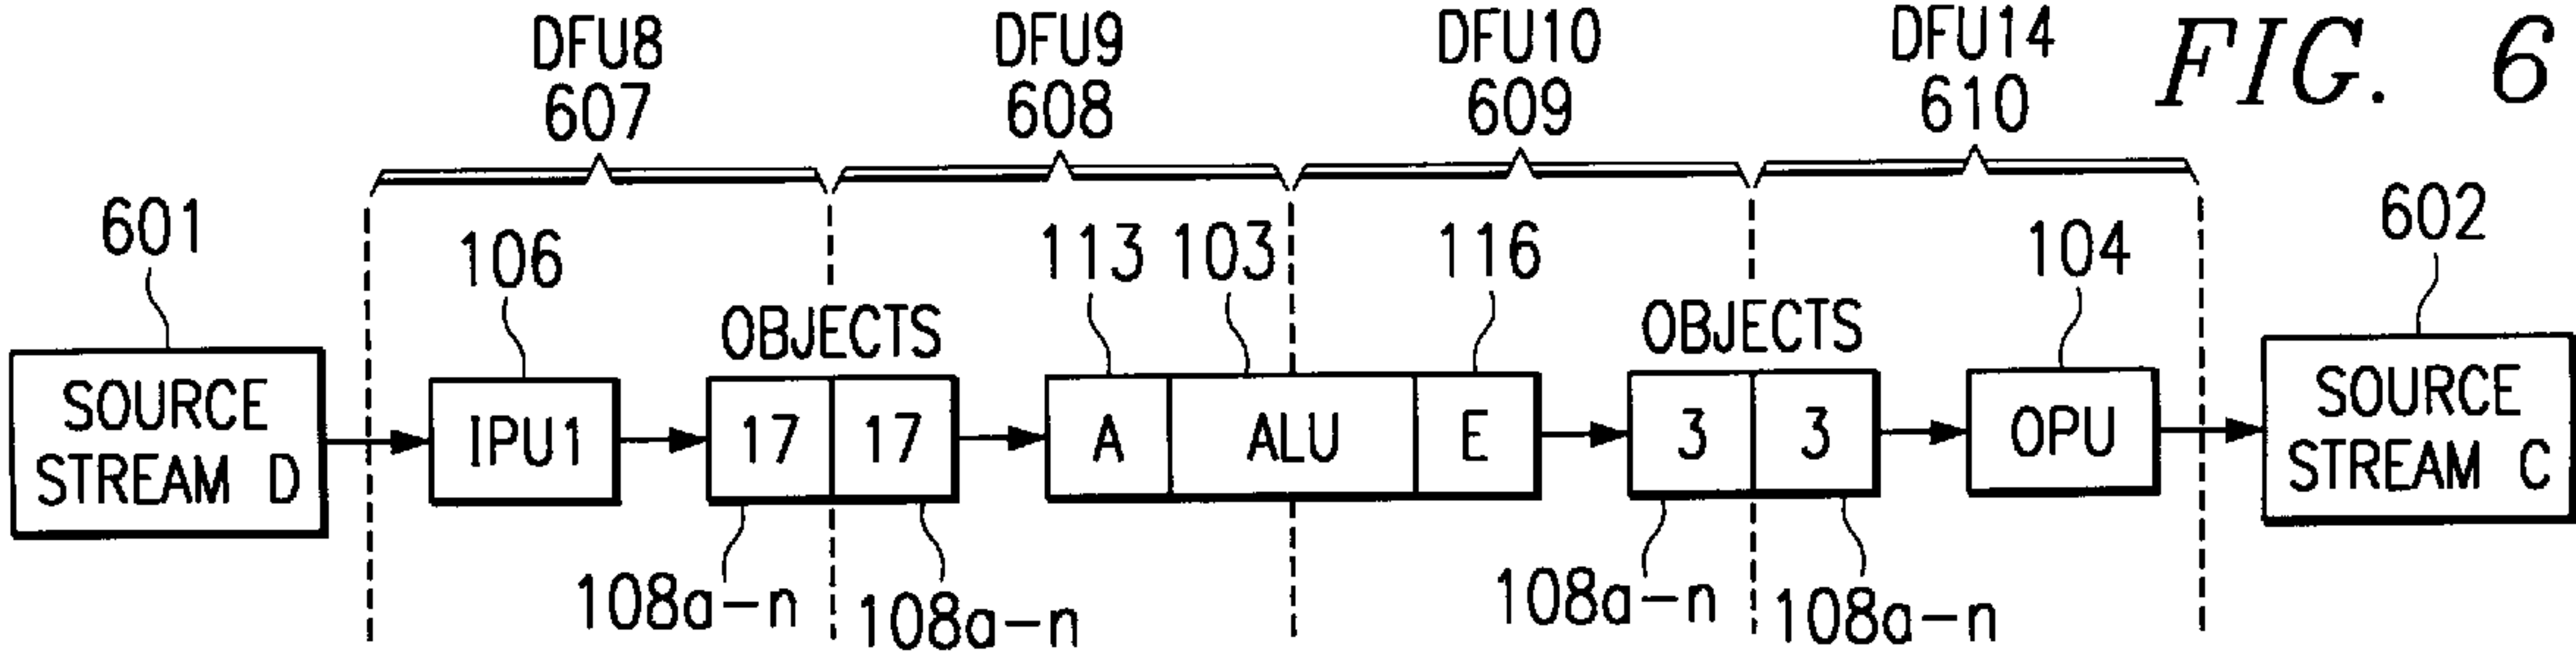 DFU8
607
DFU9
608
DFU10
609
DFU14
610
FIG. 6
601
106
113
103
116
104
602
OBJECTS
OBJECTS
SOURCE
STREAM D
IPU1
17
17
A
ALU
E
3
3
OPU
SOURCE
STREAM C
108a-n
108a-n
108a-n
108a-n